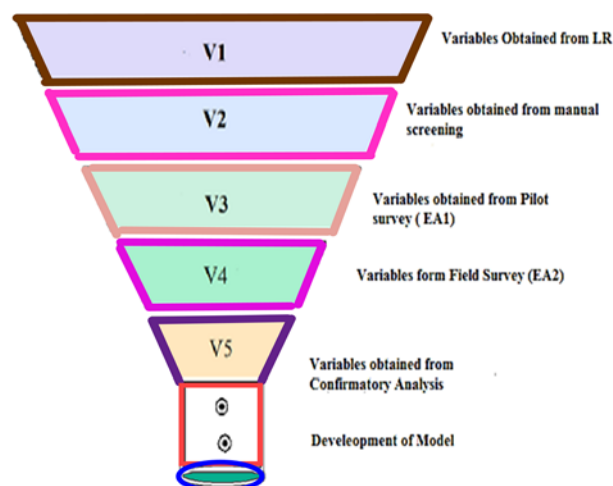 V1
Variables Obtained from LR
V2
Variables obtained from manual
screening
V3
Variables obtained from Pilot
survey ( EA1)
V4
Variables form Field Survey (EA2)
V5
Variables obtained from
Confirmatory Analysis
Develeopment of Model